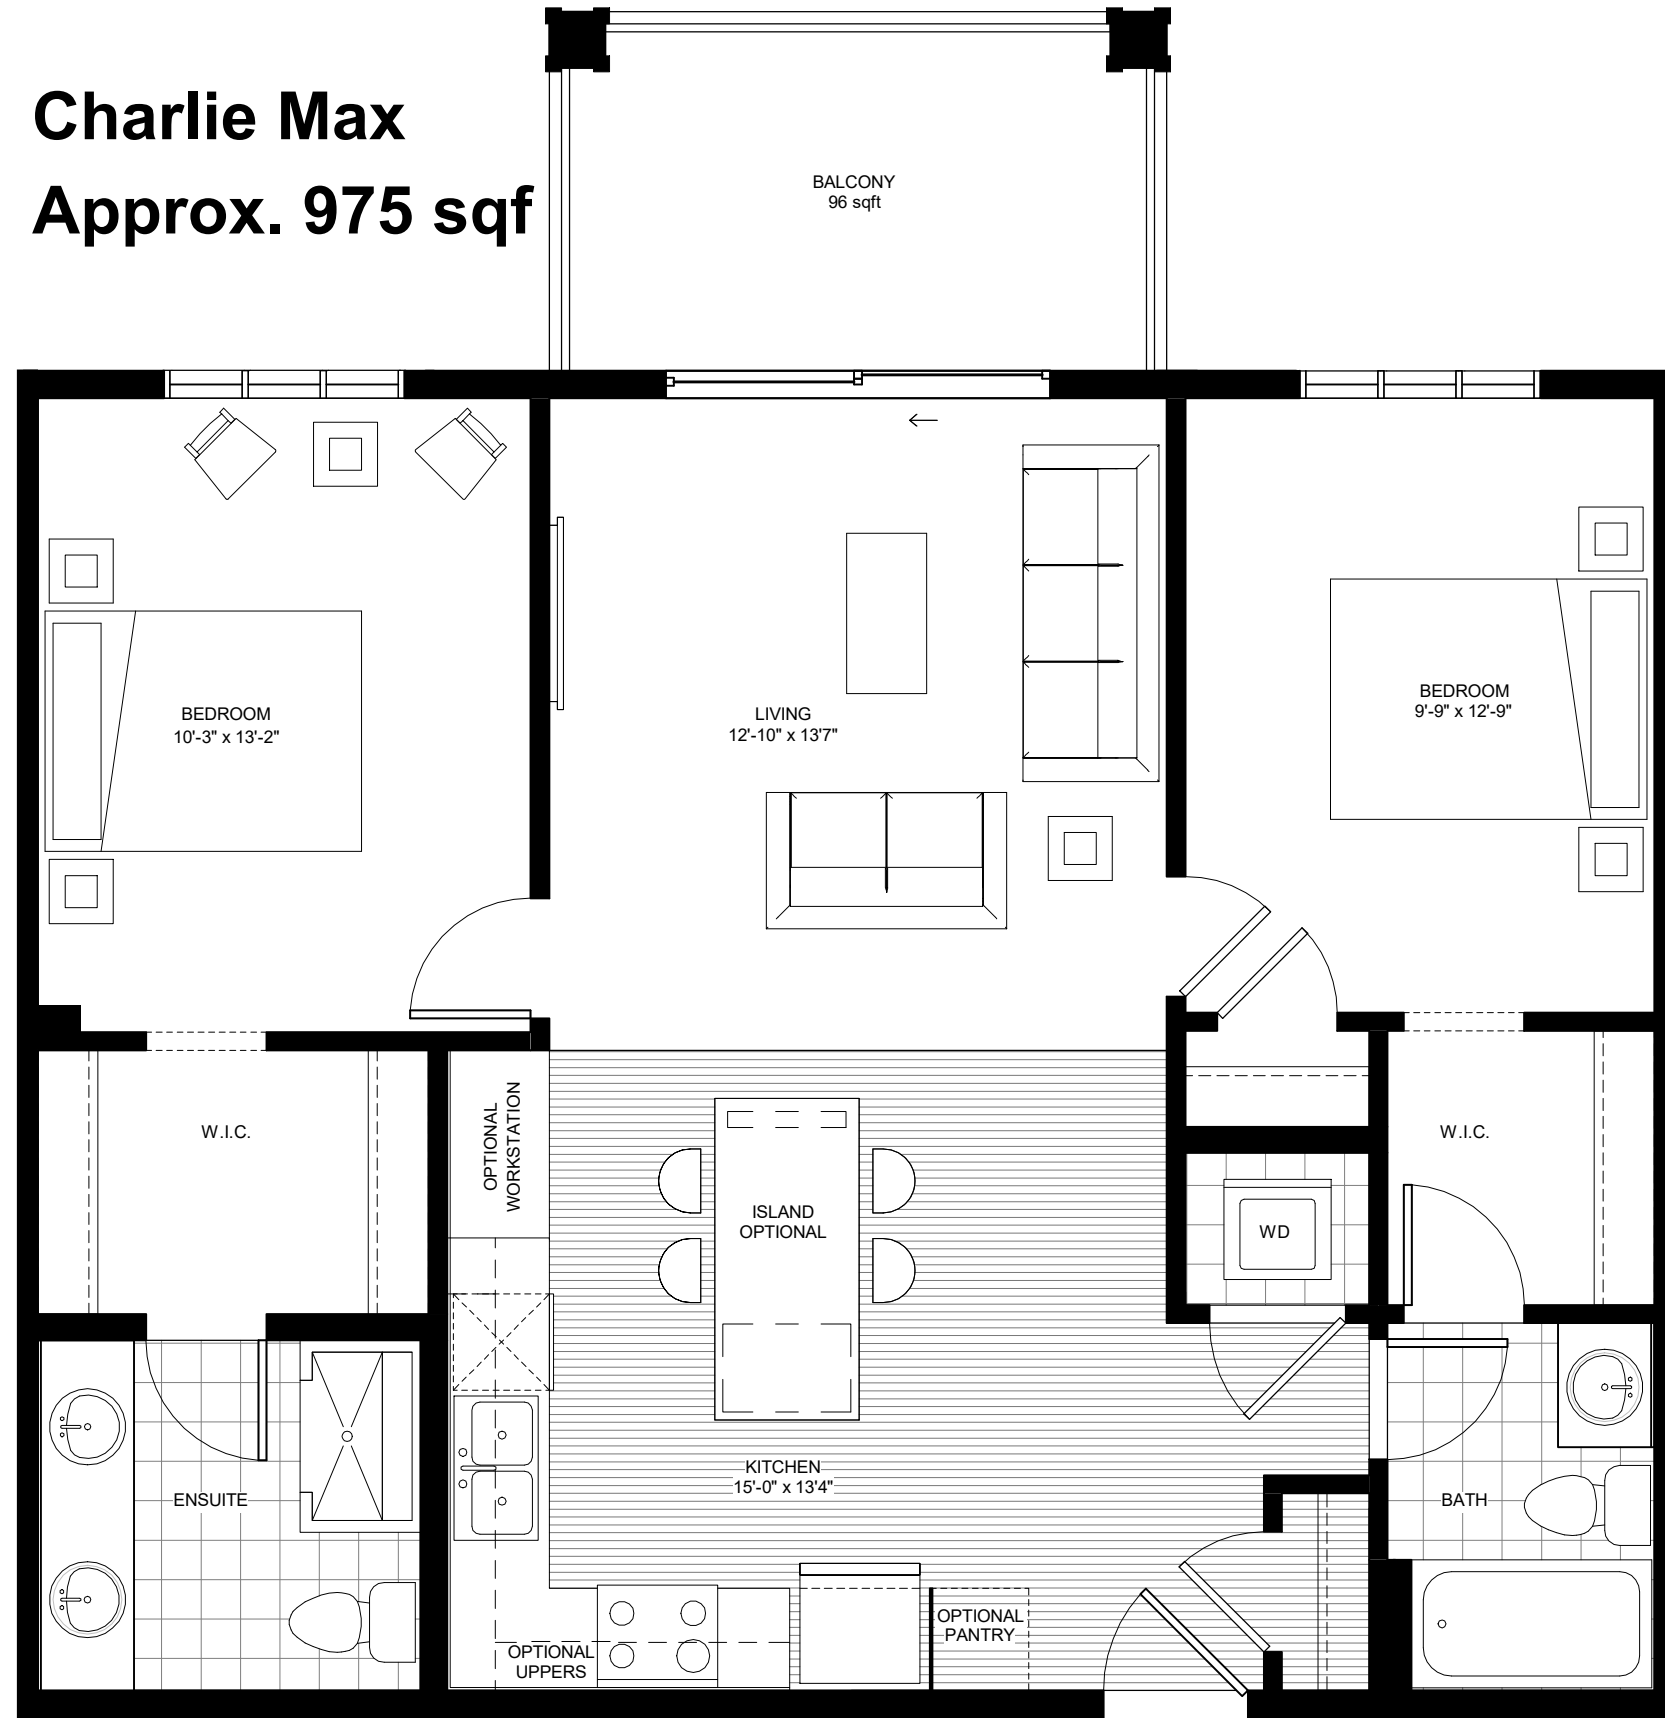 Charlie Max
Approx. 975 sqf
BALCONY
96 sqft
BEDROOM
10'-3" x 13'-2"
LIVING
12'-10" x 13'7"
BEDROOM
9'-9" x 12'-9"
W.I.C.
OPTIONAL
WORKSTATION
ISLAND
OPTIONAL
W.I.C.
WD
ENSUITE
KITCHEN
15'-0" x 13'4"
BATH
OPTIONAL
UPPERS
OPTIONAL
PANTRY